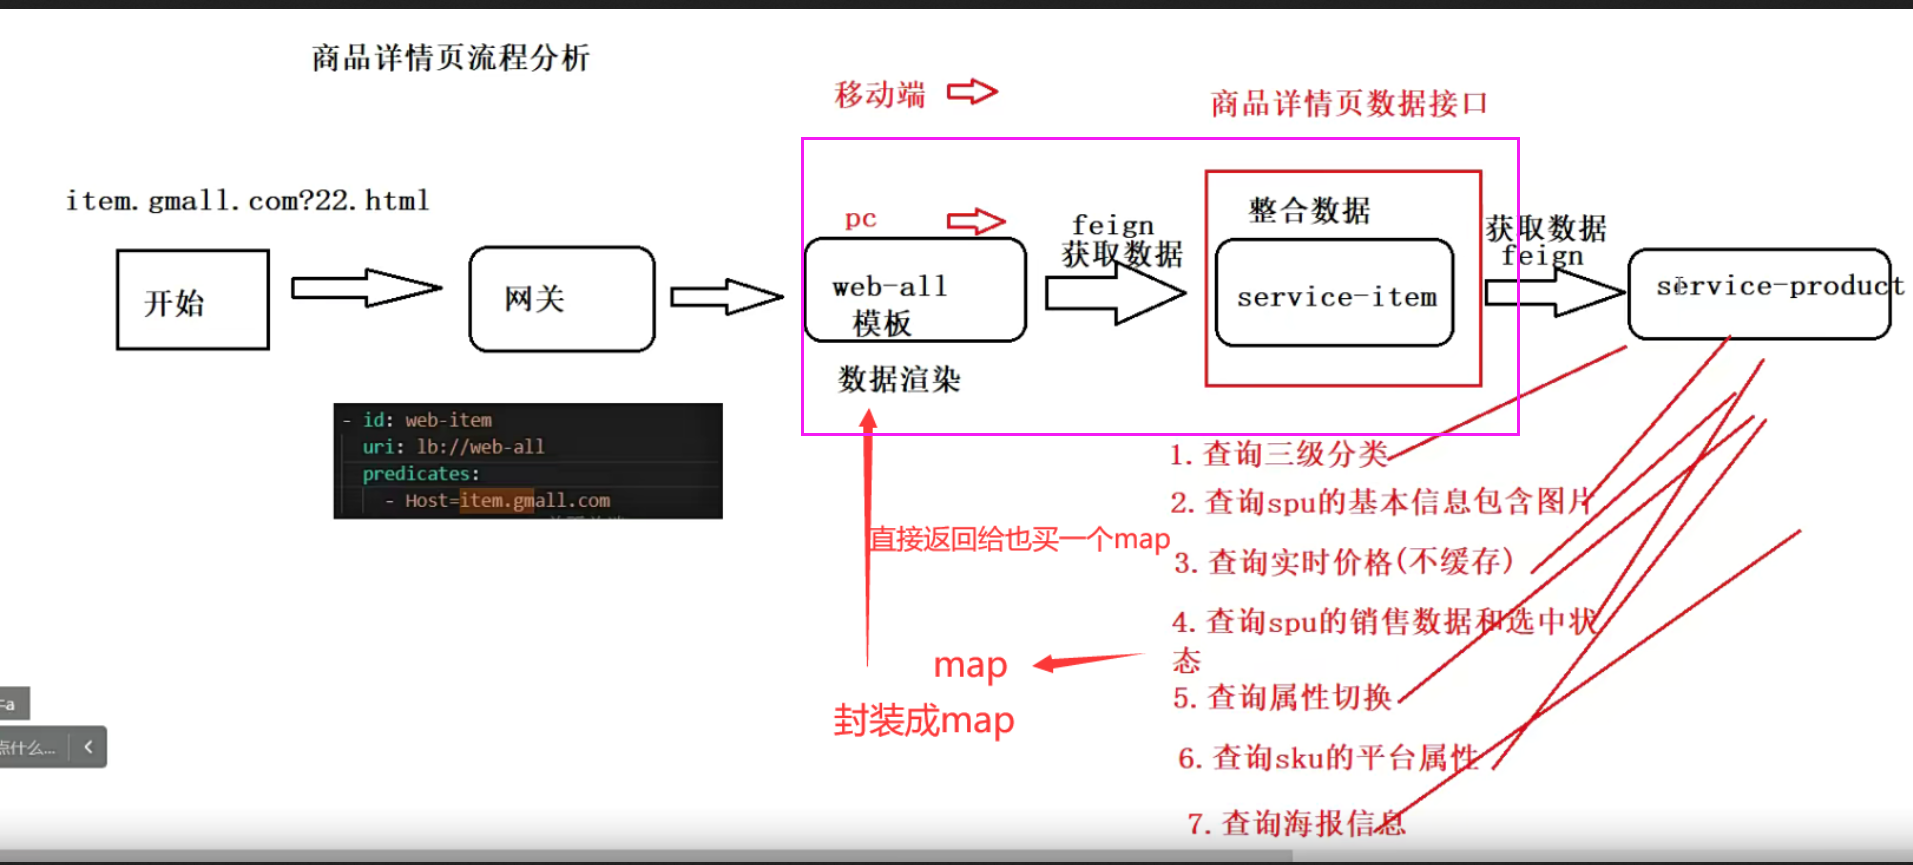 商品详情页流程分析
移动端
商品详情页数据接口
item.gmall.com?22.html
pc
feign
获取数据
整合数据
获取数据
feign
开始
网关
web-all
模板
service-item
service-product
数据渲染
- id: web-item
uri: lb://web-all
predicates:
- Host=item.gmall.com
1.查询三级分类
2.查询spu的基本信息包含图片
直接返回给也买一个map
3.查询实时价格(不缓存)
4.查询spu的销售数据和选中状
态
map
封装成map
5.查询属性切换
6.查询sku的平台属性
7.查询海报信息
点什么...